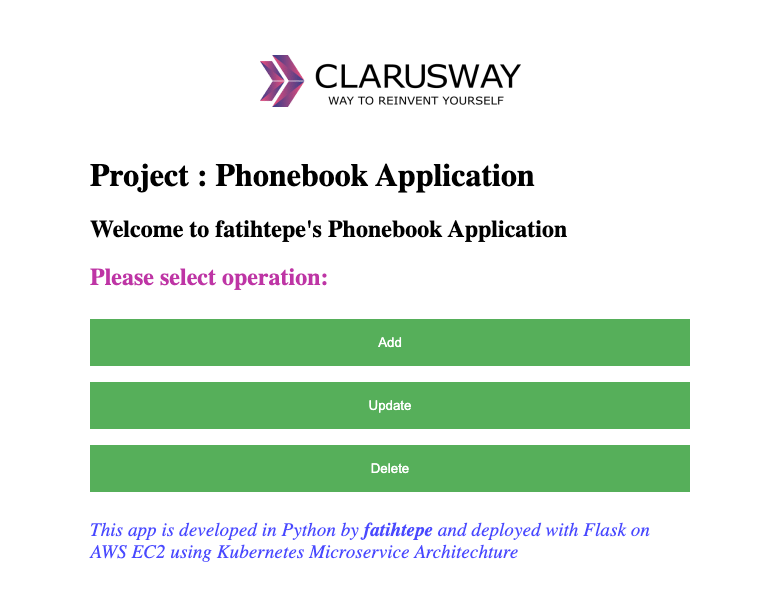 CLARUSWAY
WAY TO REINVENT YOURSELF
Project : Phonebook Application
Welcome to fatihtepe's Phonebook Application
Please select operation:
Add
Update
Delete
This app is developed in Python by fatihtepe and deployed with Flask on
AWS EC2 using Kubernetes Microservice Architechture